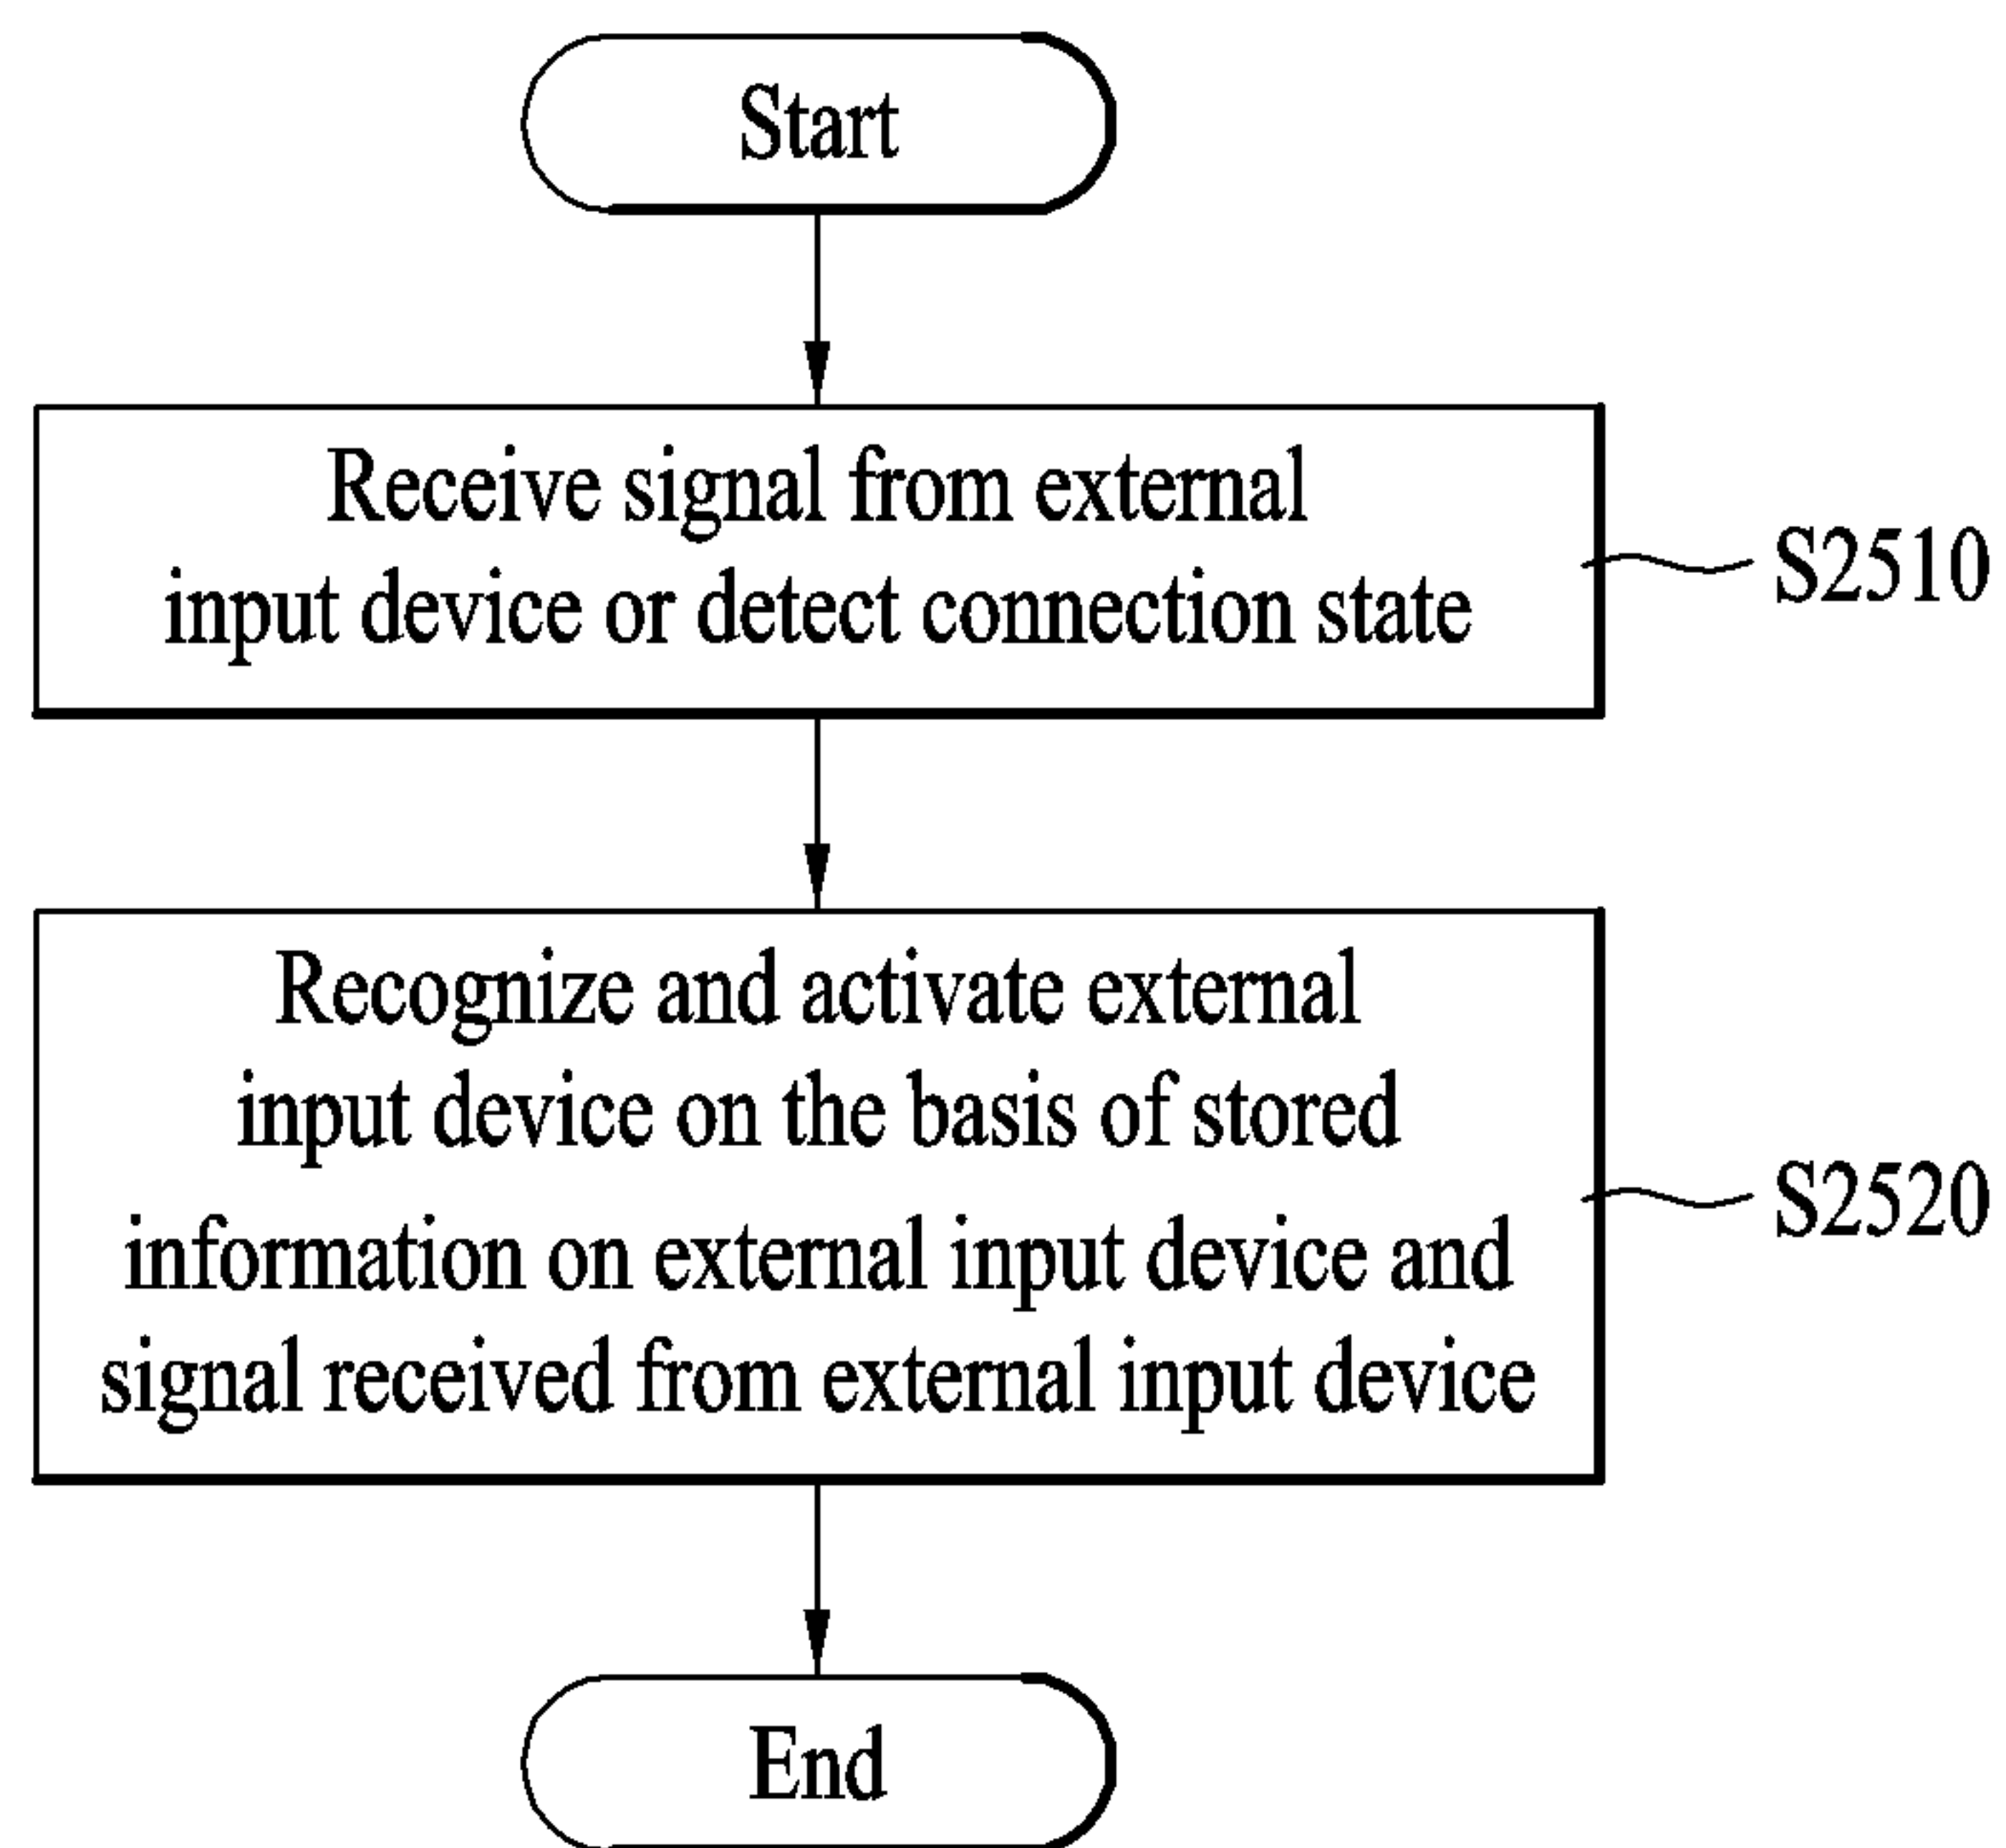 Start
Receive signal from external
input device or detect connection state
S2510
Recognize and activate external
input device on the basis of stored
information on external input device and
signal received from external input device
S2520
End